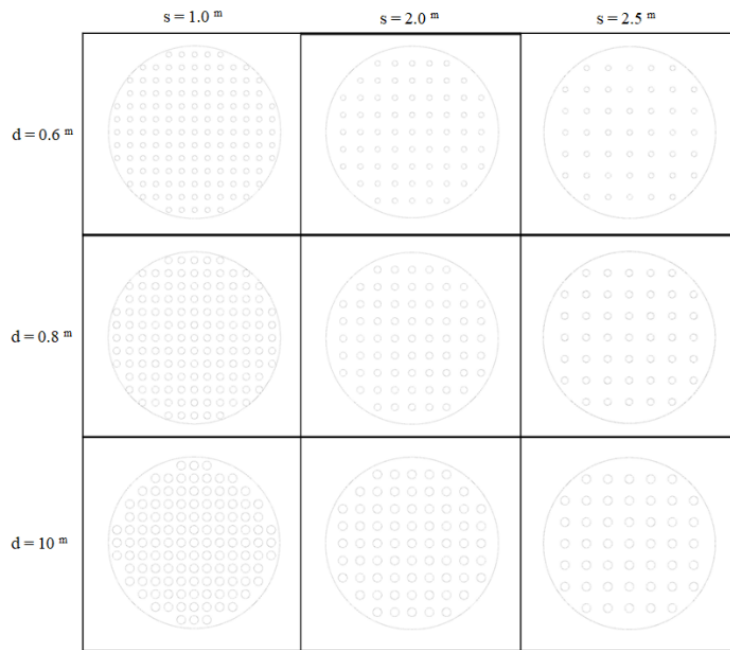 s = 1.0 m s = 2.0 m s = 2.5 m
d = 0.6 m
d = 0.8 m
d = 10 m